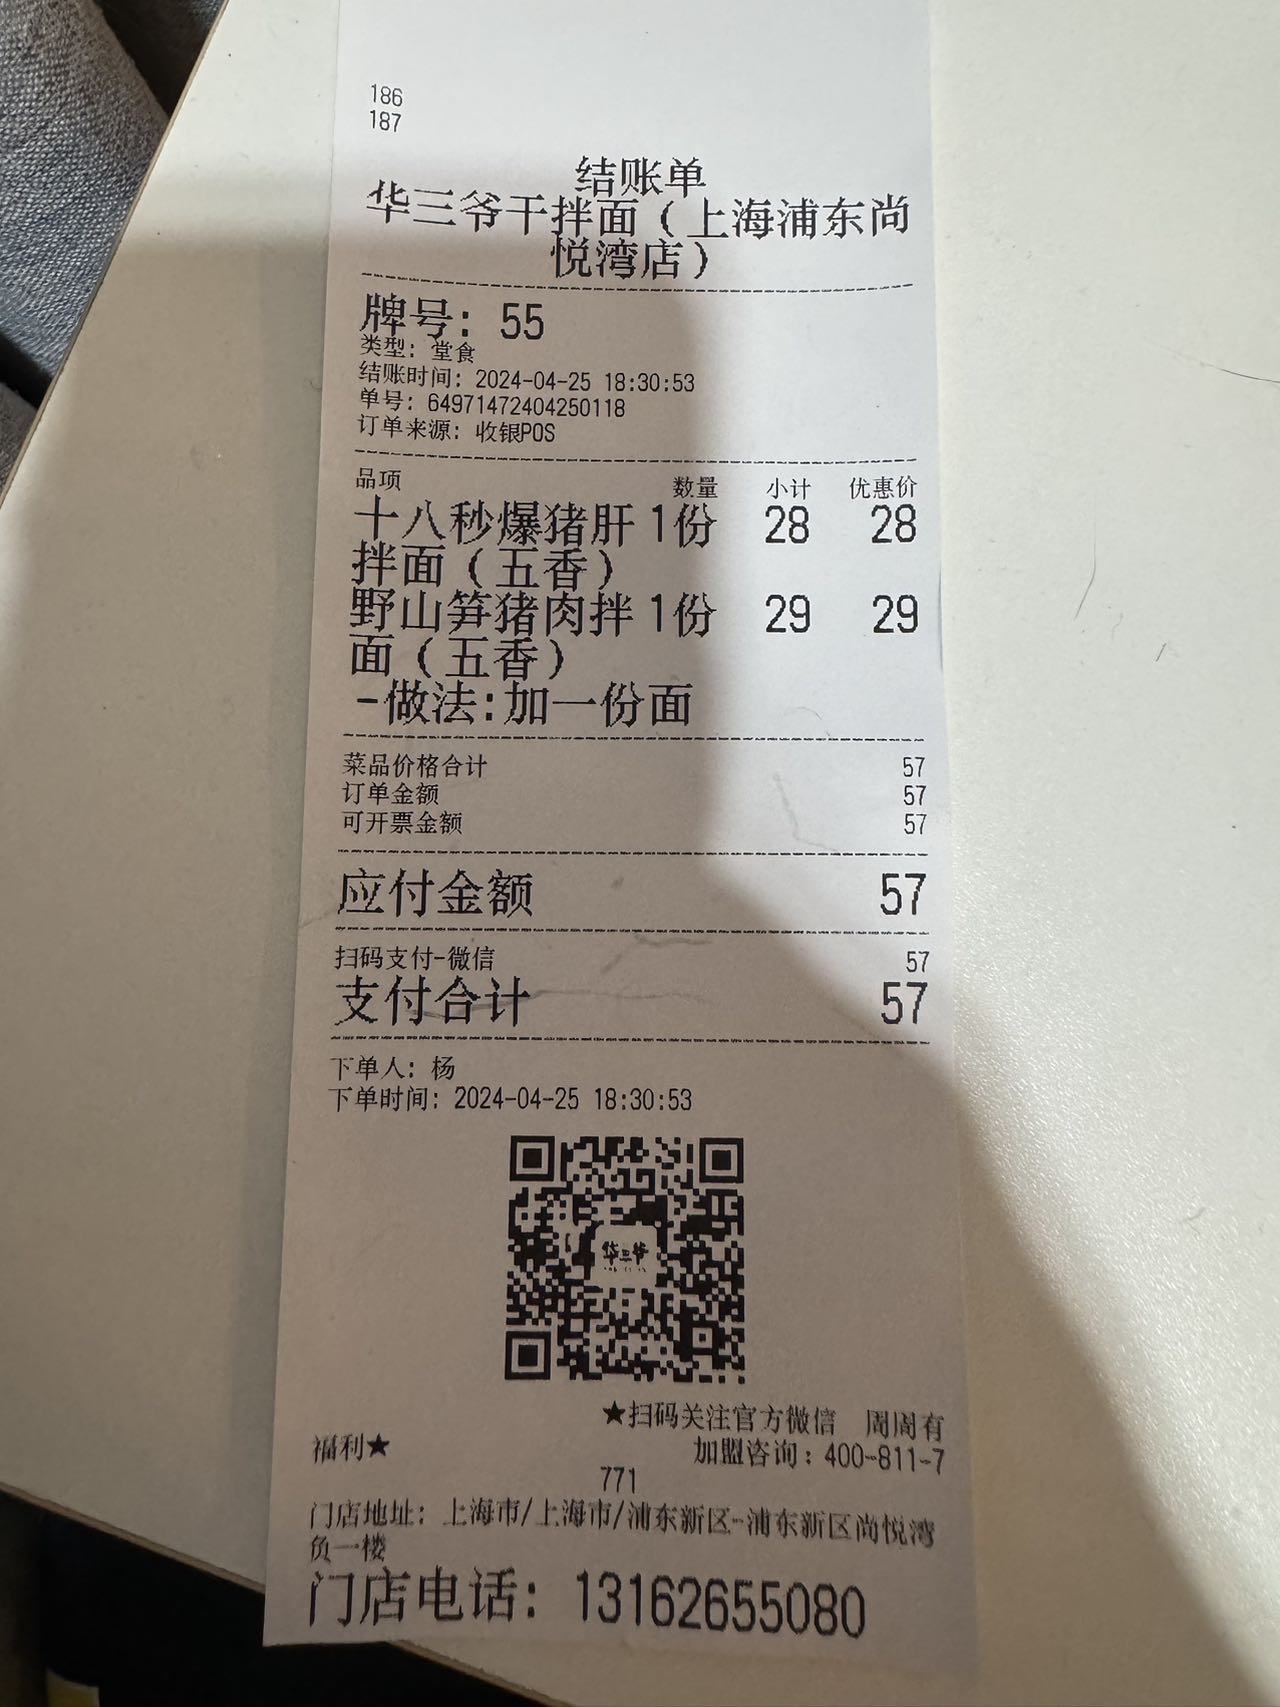 186
187
结账单
华三爷干拌面（上海浦东尚
悦湾店）
牌号: 55
类型: 堂食
结账时间: 2024-04-25 18:30:53
单号: 64971472404250118
订单来源: 收银POS
品项 数量 小计 优惠价
十八秒爆猪肝 1份 28 28
拌面（五香）
野山笋猪肉拌 1份 29 29
面（五香）
-做法:加一份面
菜品价格合计 57
订单金额 57
可开票金额 57
应付金额 57
扫码支付-微信 57
支付合计 57
下单人: 杨
下单时间: 2024-04-25 18:30:53
华三爷
★扫码关注官方微信 周周有
福利★ 加盟咨询：400-811-7
771
门店地址: 上海市/上海市/浦东新区-浦东新区尚悦湾
负一楼
门店电话: 13162655080